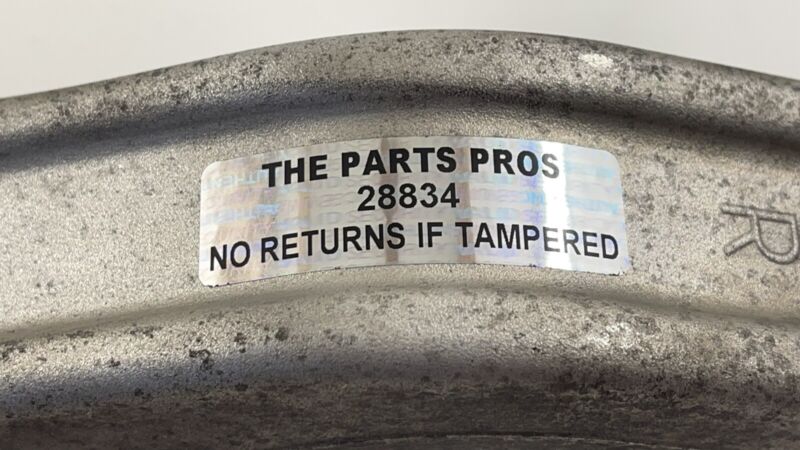 THE PARTS PROS
28834
NO RETURNS IF TAMPERED
R